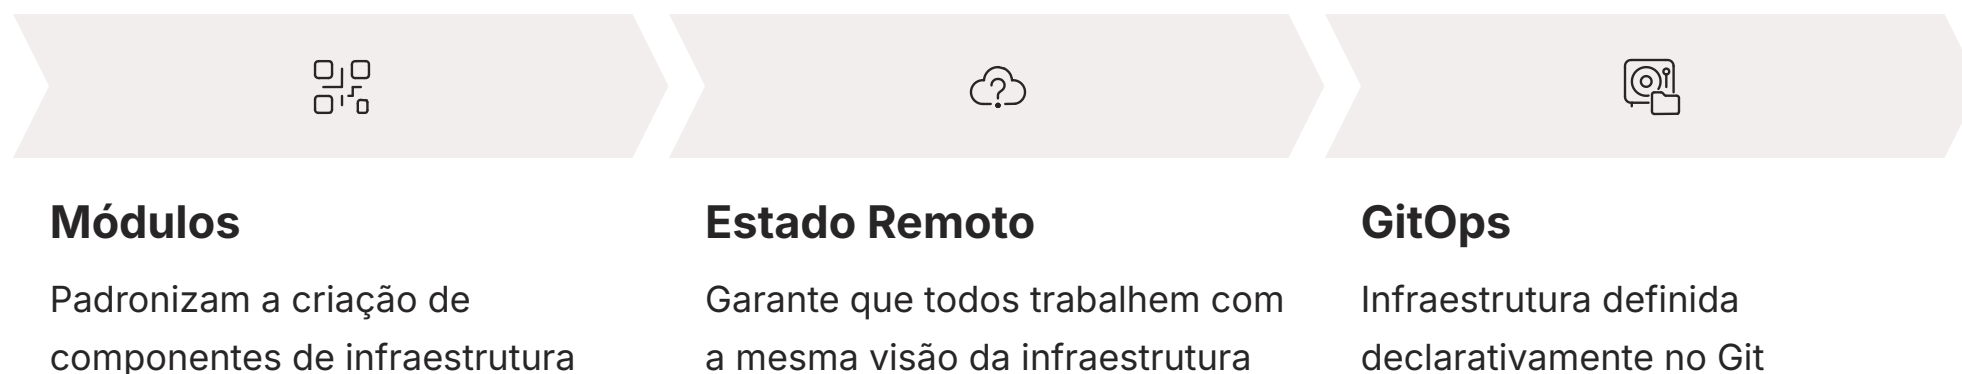 Módulos
Padronizam a criação de
componentes de infraestrutura
Estado Remoto
Garante que todos trabalhem com
a mesma visão da infraestrutura
GitOps
Infraestrutura definida
declarativamente no Git